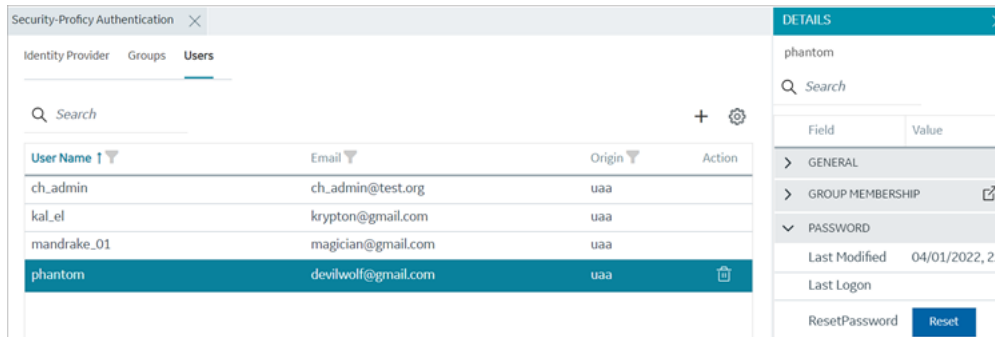 Security-Proficy Authentication
Identity Provider Groups Users
Search
User Name Email Origin Action
ch_admin ch_admin@test.org uaa
kal_el krypton@gmail.com uaa
mandrake_01 magician@gmail.com uaa
phantom devilwolf@gmail.com uaa
DETAILS
phantom
Search
Field Value
GENERAL
GROUP MEMBERSHIP
PASSWORD
Last Modified 04/01/2022, 2
Last Logon
ResetPassword Reset